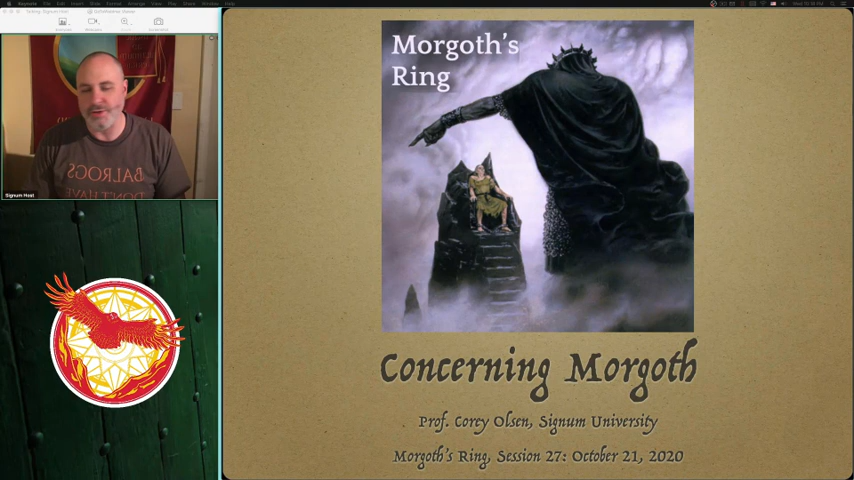 Signum Host
BALROGS
DON'T HAVE
Morgoth's
Ring
Concerning Morgoth
Prof. Corey Olsen, Signum University
Morgoth's Ring, Session 27: October 21, 2020